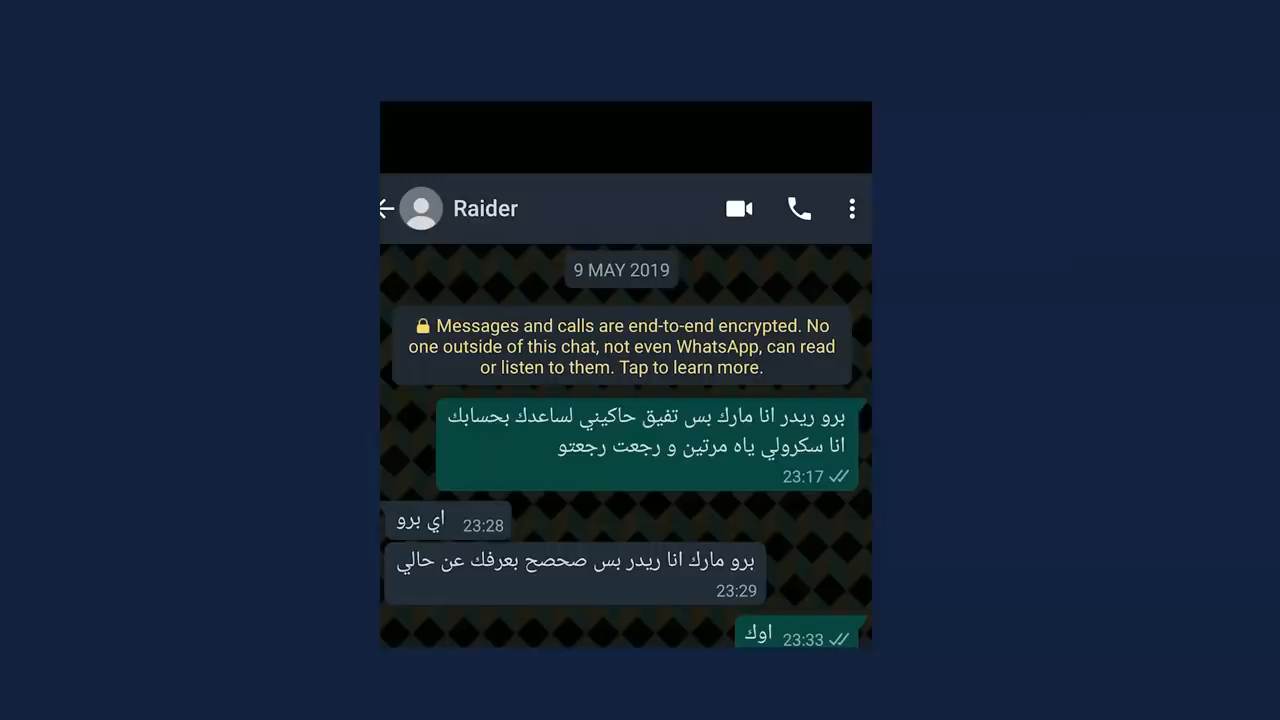 Raider
9 MAY 2019
Messages and calls are end-to-end encrypted. No
one outside of this chat, not even WhatsApp, can read
or listen to them. Tap to learn more.
برو ريدر انا مارك بس تفيق حاكيني لساعدك بحسابك
انا سكرولي ياه مرتين و رجعت رجعتو
23:17
اي برو 23:28
برو مارك انا ريدر بس صحصح بعرفك عن حالي
23:29
اوك 23:33